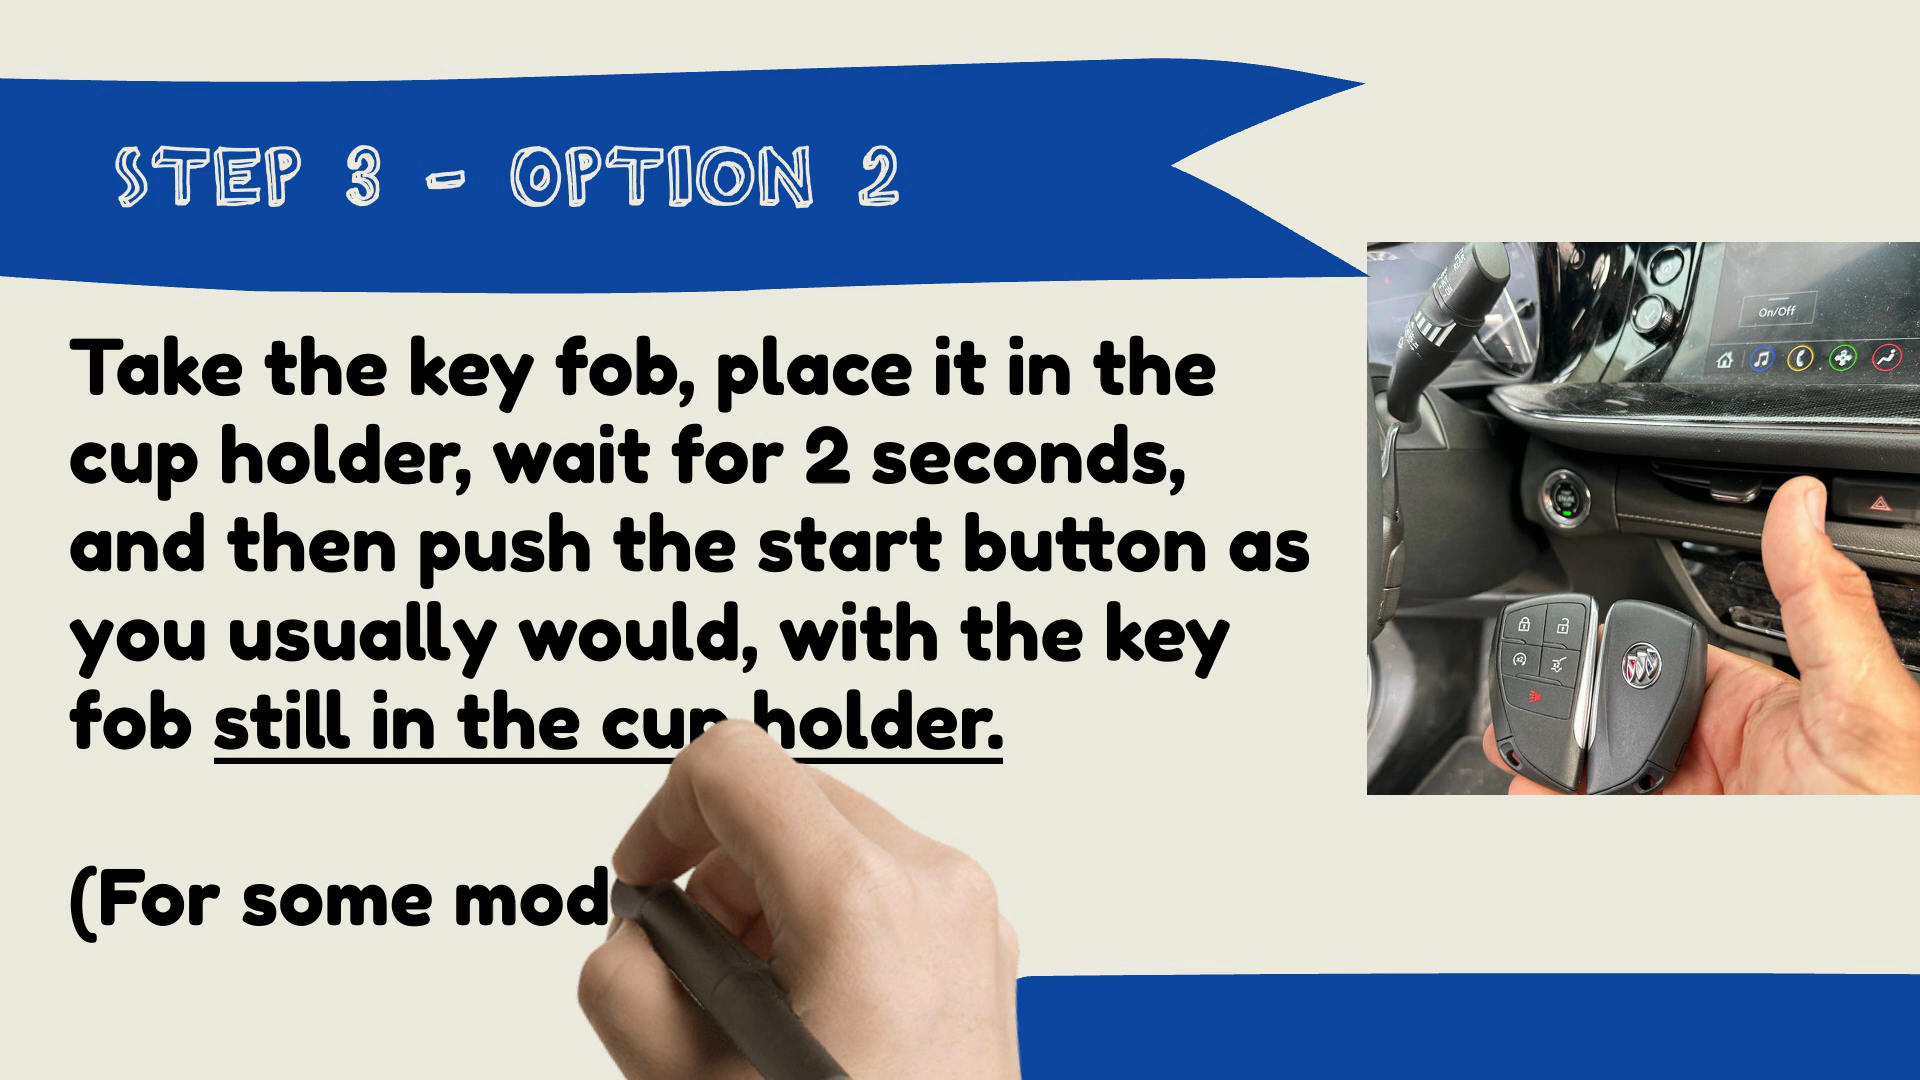 STEP 3 - OPTION 2
Take the key fob, place it in the
cup holder, wait for 2 seconds,
and then push the start button as
you usually would, with the key
fob still in the cup holder.
(For some mod
On/Off